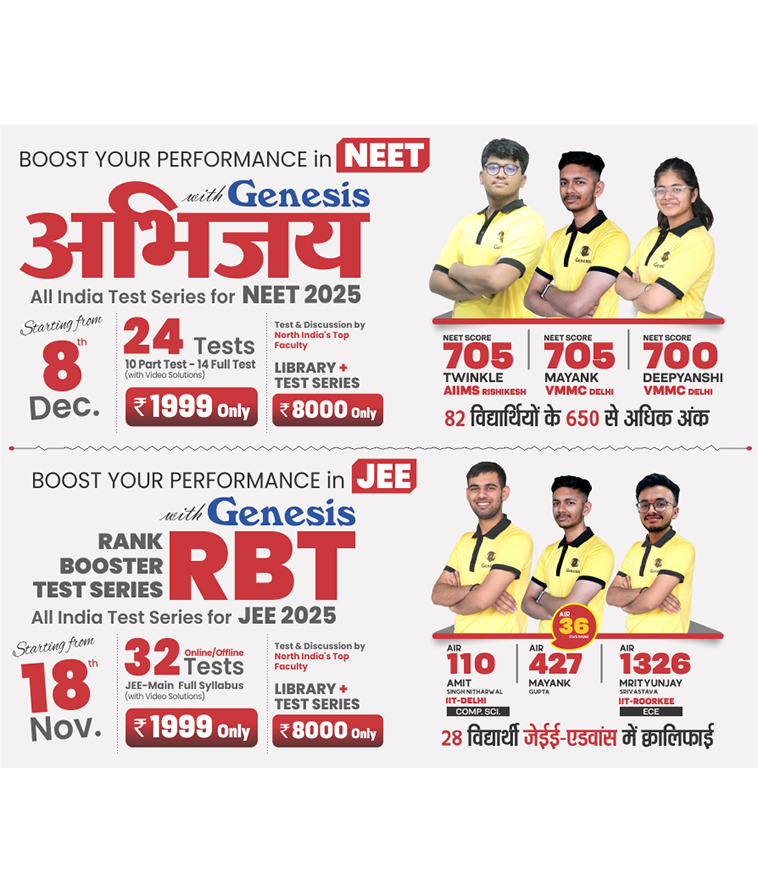 BOOST YOUR PERFORMANCE in NEET
with Genesis
अभिजय
All India Test Series for NEET 2025
Starting from
8th
Dec.
24 Tests
10 Part Test - 14 Full Test
(with Video Solutions)
₹1999 Only
Test & Discussion by
North India's Top
Faculty
LIBRARY +
TEST SERIES
₹8000 Only
NEET SCORE
705
TWINKLE
AIIMS RISHIKESH
NEET SCORE
705
MAYANK
VMMC DELHI
NEET SCORE
700
DEEPYANSHI
VMMC DELHI
82 विद्यार्थियों के 650 से अधिक अंक
BOOST YOUR PERFORMANCE in JEE
with Genesis
RANK
BOOSTER
TEST SERIES
RBT
All India Test Series for JEE 2025
Starting from
18th
Nov.
32 Online/Offline
Tests
JEE-Main Full Syllabus
(with Video Solutions)
₹1999 Only
Test & Discussion by
North India's Top
Faculty
LIBRARY +
TEST SERIES
₹8000 Only
AIR
110
AMIT
SINGH NITHARWAL
IIT-DELHI
COMP. SCI.
AIR
36
AIR
427
MAYANK
GUPTA
AIR
1326
MRITYUNJAY
SRIVASTAVA
IIT-ROORKEE
ECE
28 विद्यार्थी जेईई-एडवांस में क्वालिफाई